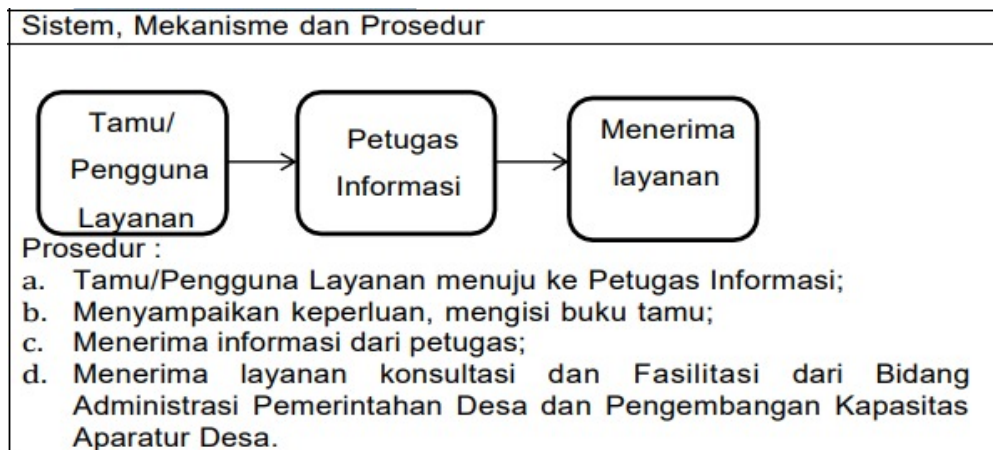 Sistem, Mekanisme dan Prosedur
Tamu/
Pengguna
Layanan
Petugas
Informasi
Menerima
layanan
Prosedur :
a. Tamu/Pengguna Layanan menuju ke Petugas Informasi;
b. Menyampaikan keperluan, mengisi buku tamu;
c. Menerima informasi dari petugas;
d. Menerima layanan konsultasi dan Fasilitasi dari Bidang
Administrasi Pemerintahan Desa dan Pengembangan Kapasitas
Aparatur Desa.